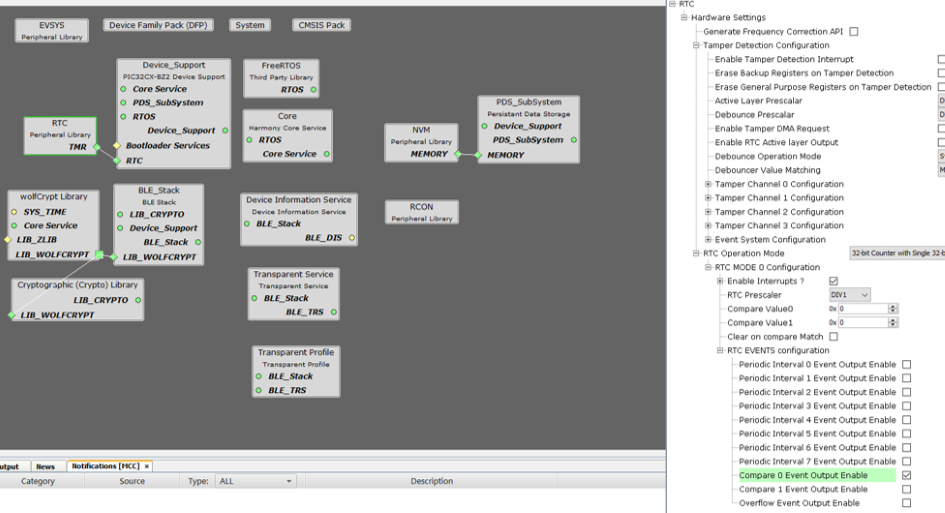 EVSYS
Peripheral Library
Device Family Pack (DFP)
System
CMSIS Pack
Device_Support
PIC32CX-BZ2 Device Support
Core Service
PDS_SubSystem
RTOS
Device_Support
Bootloader Services
RTC
FreeRTOS
Third Party Library
RTOS
Core
Harmony Core Service
RTOS
Core Service
RTC
Peripheral Library
TMR
NVM
Peripheral Library
MEMORY
PDS_SubSystem
Persistant Data Storage
Device_Support
PDS_SubSystem
MEMORY
wolfCrypt Library
SYS_TIME
Core Service
LIB_ZLIB
LIB_WOLFCRYPT
BLE_Stack
BLE Stack
LIB_CRYPTO
Device_Support
BLE_Stack
LIB_WOLFCRYPT
Device Information Service
Device Information Service
BLE_Stack
BLE_DIS
RCON
Peripheral Library
Cryptographic (Crypto) Library
LIB_CRYPTO
LIB_WOLFCRYPT
Transparent Service
Transparent Service
BLE_Stack
BLE_TRS
Transparent Profile
Transparent Profile
BLE_Stack
BLE_TRS
utput News Notifications [MCC] ×
Category Source Type: ALL Description
RTC
Hardware Settings
Generate Frequency Correction API
Tamper Detection Configuration
Enable Tamper Detection Interrupt
Erase Backup Registers on Tamper Detection
Erase General Purpose Registers on Tamper Detection
Active Layer Prescalar D
Debounce Prescalar D
Enable Tamper DMA Request
Enable RTC Active layer Output
Debounce Operation Mode S
Debouncer Value Matching M
Tamper Channel 0 Configuration
Tamper Channel 1 Configuration
Tamper Channel 2 Configuration
Tamper Channel 3 Configuration
Event System Configuration
RTC Operation Mode 32-bit Counter with Single 32-b
RTC MODE 0 Configuration
Enable Interrupts ?
RTC Prescaler DIV1
Compare Value0 0x 0
Compare Value1 0x 0
Clear on compare Match
RTC EVENTS configuration
Periodic Interval 0 Event Output Enable
Periodic Interval 1 Event Output Enable
Periodic Interval 2 Event Output Enable
Periodic Interval 3 Event Output Enable
Periodic Interval 4 Event Output Enable
Periodic Interval 5 Event Output Enable
Periodic Interval 6 Event Output Enable
Periodic Interval 7 Event Output Enable
Compare 0 Event Output Enable
Compare 1 Event Output Enable
Overflow Event Output Enable